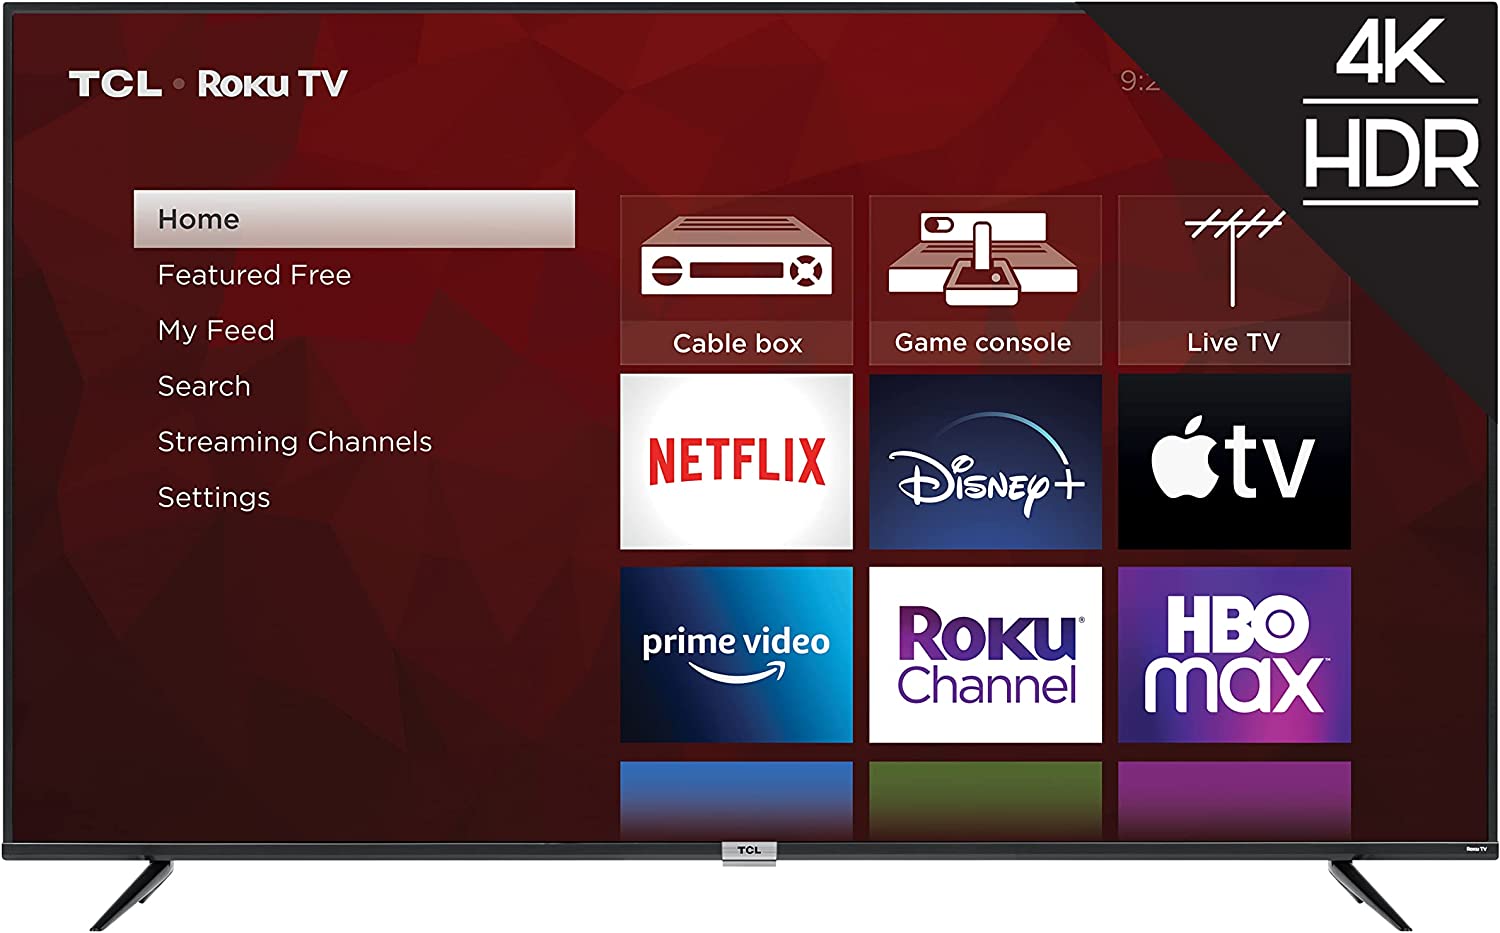 TCL • Roku TV
9:2
4K
HDR
Home
Featured Free
My Feed
Search
Streaming Channels
Settings
Cable box
Game console
Live TV
NETFLIX
Disney+
tv
prime video
Roku
Channel
HBO
max
TCL
Roku TV